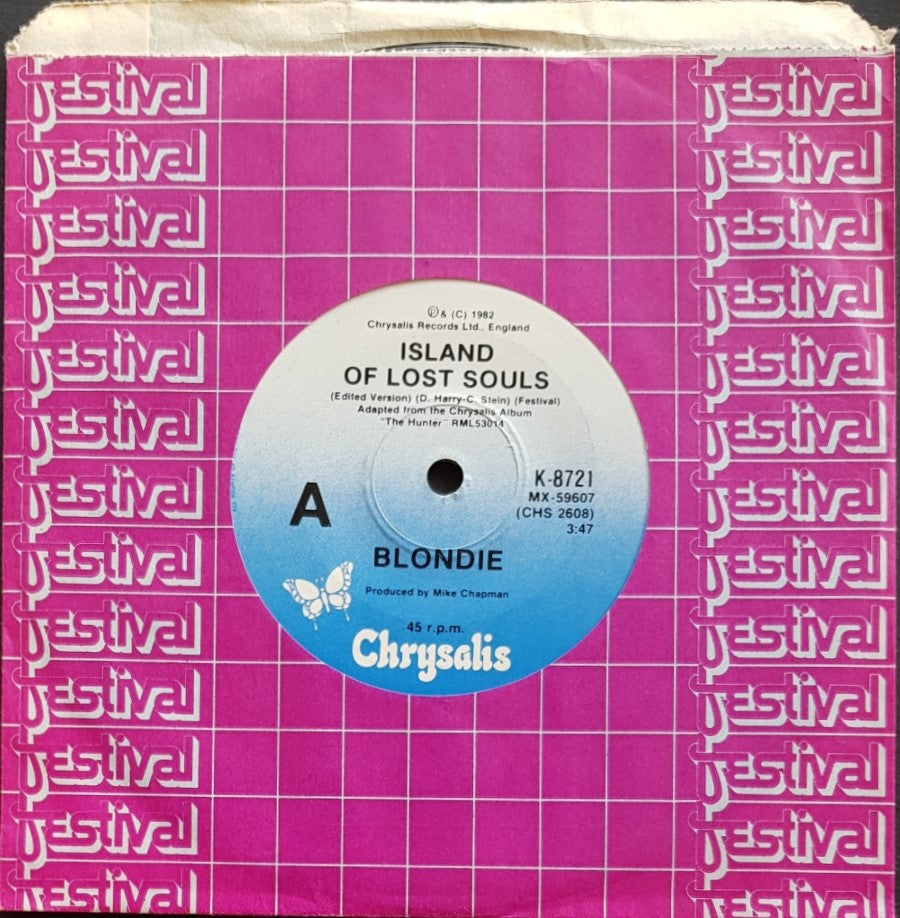 Festival Festival
Festival Festival
Festival Festival
Festival Festival
Festival Festival
Festival Festival
Festival Festival
Festival Festival
Festival Festival
Festival Festival
Festival Festival
Festival Festival
Festival Festival
Ⓟ & (C) 1982
Chrysalis Records Ltd., England
ISLAND
OF LOST SOULS
(Edited Version) (D. Harry-C. Stein) (Festival)
Adapted from the Chrysalis Album
"The Hunter" RML53014
K-8721
MX-59607
(CHS 2608)
3:47
A
BLONDIE
Produced by Mike Chapman
45 r.p.m.
Chrysalis